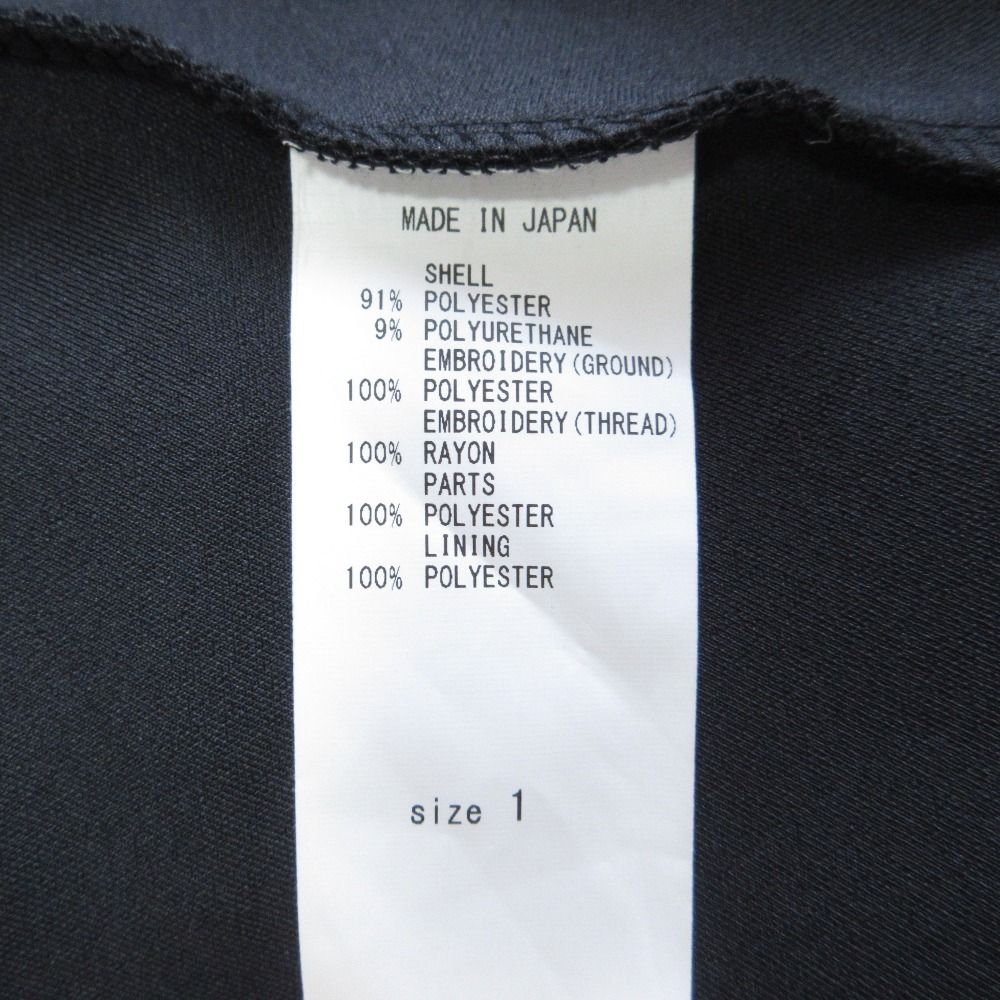 MADE IN JAPAN
SHELL
91% POLYESTER
9% POLYURETHANE
EMBROIDERY(GROUND)
100% POLYESTER
EMBROIDERY(THREAD)
100% RAYON
PARTS
100% POLYESTER
LINING
100% POLYESTER
size 1